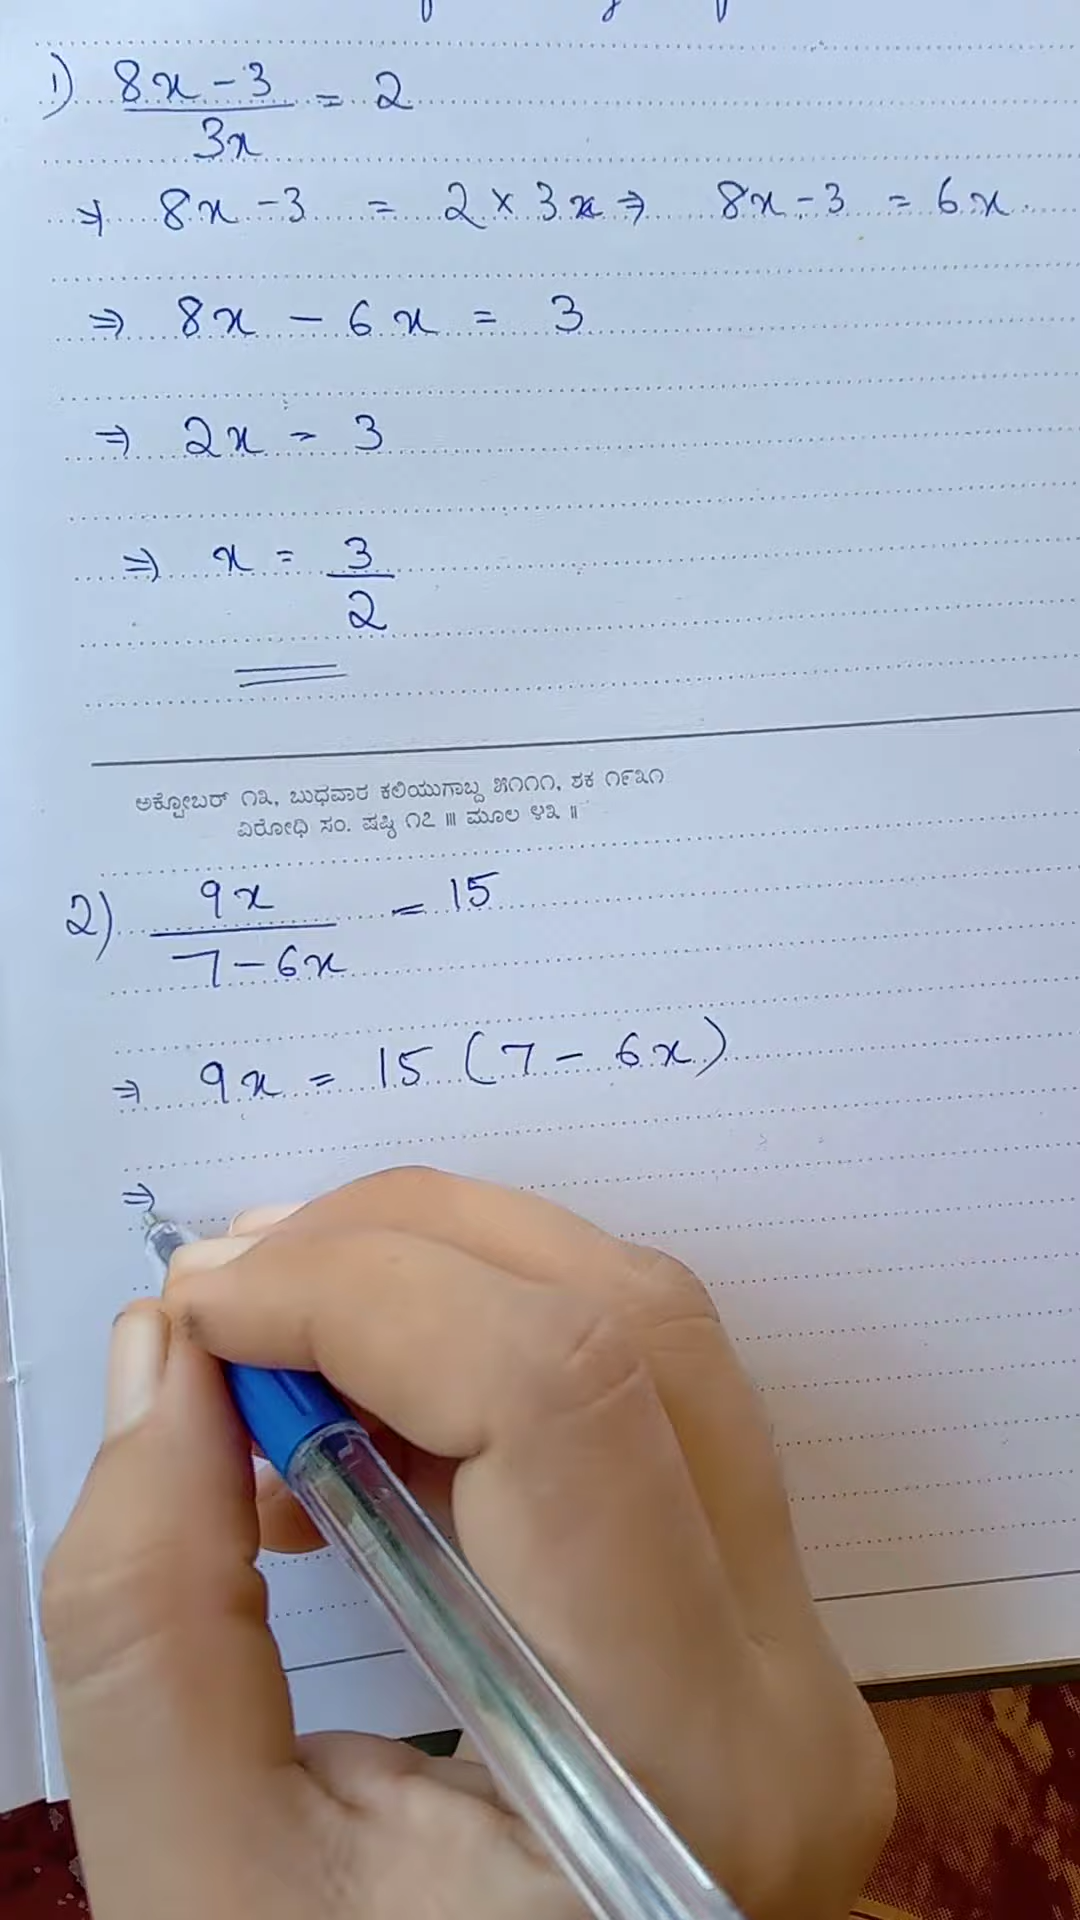 1) 8x - 3 / 3x = 2
⇒ 8x - 3 = 2 × 3x ⇒ 8x - 3 = 6x
⇒ 8x - 6x = 3
⇒ 2x = 3
⇒ x = 3 / 2
ಅಕ್ಟೋಬರ್ ೧೩, ಬುಧವಾರ ಕಲಿಯುಗಾಬ್ದ ೫೧೧೧, ಶಕ ೧೯೩೧
ವಿರೋಧಿ ಸಂ. ಷಷ್ಠಿ ೧೭ ॥। ಮೂಲ ೪೩ ॥
2) 9x / 7 - 6x = 15
⇒ 9x = 15 (7 - 6x)
⇒